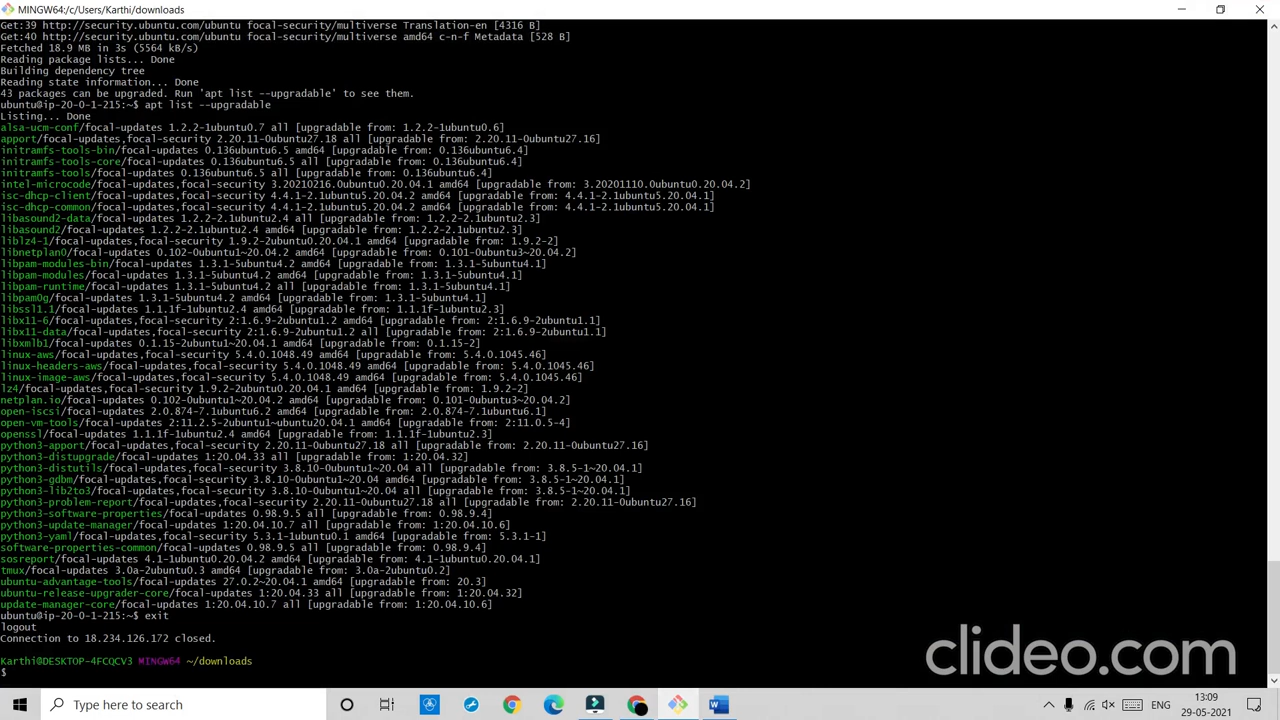 MINGW64:/c/Users/Karthi/downloads
Get:39 http://security.ubuntu.com/ubuntu focal-security/multiverse Translation-en [4316 B]
Get:40 http://security.ubuntu.com/ubuntu focal-security/multiverse amd64 c-n-f Metadata [528 B]
Fetched 18.9 MB in 3s (5564 kB/s)
Reading package lists... Done
Building dependency tree
Reading state information... Done
43 packages can be upgraded. Run 'apt list --upgradable' to see them.
ubuntu@ip-20-0-1-215:~$ apt list --upgradable
Listing... Done
alsa-ucm-conf/focal-updates 1.2.2-1ubuntu0.7 all [upgradable from: 1.2.2-1ubuntu0.6]
apport/focal-updates,focal-security 2.20.11-0ubuntu27.18 all [upgradable from: 2.20.11-0ubuntu27.16]
initramfs-tools-bin/focal-updates 0.136ubuntu6.5 amd64 [upgradable from: 0.136ubuntu6.4]
initramfs-tools-core/focal-updates 0.136ubuntu6.5 all [upgradable from: 0.136ubuntu6.4]
initramfs-tools/focal-updates 0.136ubuntu6.5 all [upgradable from: 0.136ubuntu6.4]
intel-microcode/focal-updates,focal-security 3.20210216.0ubuntu0.20.04.1 amd64 [upgradable from: 3.20201110.0ubuntu0.20.04.2]
isc-dhcp-client/focal-updates,focal-security 4.4.1-2.1ubuntu5.20.04.2 amd64 [upgradable from: 4.4.1-2.1ubuntu5.20.04.1]
isc-dhcp-common/focal-updates,focal-security 4.4.1-2.1ubuntu5.20.04.2 amd64 [upgradable from: 4.4.1-2.1ubuntu5.20.04.1]
libasound2-data/focal-updates 1.2.2-2.1ubuntu2.4 all [upgradable from: 1.2.2-2.1ubuntu2.3]
libasound2/focal-updates 1.2.2-2.1ubuntu2.4 amd64 [upgradable from: 1.2.2-2.1ubuntu2.3]
liblz4-1/focal-updates,focal-security 1.9.2-2ubuntu0.20.04.1 amd64 [upgradable from: 1.9.2-2]
libnetplan0/focal-updates 0.102-0ubuntu1~20.04.2 amd64 [upgradable from: 0.101-0ubuntu3~20.04.2]
libpam-modules-bin/focal-updates 1.3.1-5ubuntu4.2 amd64 [upgradable from: 1.3.1-5ubuntu4.1]
libpam-modules/focal-updates 1.3.1-5ubuntu4.2 amd64 [upgradable from: 1.3.1-5ubuntu4.1]
libpam-runtime/focal-updates 1.3.1-5ubuntu4.2 all [upgradable from: 1.3.1-5ubuntu4.1]
libpam0g/focal-updates 1.3.1-5ubuntu4.2 amd64 [upgradable from: 1.3.1-5ubuntu4.1]
libssl1.1/focal-updates 1.1.1f-1ubuntu2.4 amd64 [upgradable from: 1.1.1f-1ubuntu2.3]
libx11-6/focal-updates,focal-security 2:1.6.9-2ubuntu1.2 amd64 [upgradable from: 2:1.6.9-2ubuntu1.1]
libx11-data/focal-updates,focal-security 2:1.6.9-2ubuntu1.2 all [upgradable from: 2:1.6.9-2ubuntu1.1]
libxmlb1/focal-updates 0.1.15-2ubuntu1~20.04.1 amd64 [upgradable from: 0.1.15-2]
linux-aws/focal-updates,focal-security 5.4.0.1048.49 amd64 [upgradable from: 5.4.0.1045.46]
linux-headers-aws/focal-updates,focal-security 5.4.0.1048.49 amd64 [upgradable from: 5.4.0.1045.46]
linux-image-aws/focal-updates,focal-security 5.4.0.1048.49 amd64 [upgradable from: 5.4.0.1045.46]
lz4/focal-updates,focal-security 1.9.2-2ubuntu0.20.04.1 amd64 [upgradable from: 1.9.2-2]
netplan.io/focal-updates 0.102-0ubuntu1~20.04.2 amd64 [upgradable from: 0.101-0ubuntu3~20.04.2]
open-iscsi/focal-updates 2.0.874-7.1ubuntu6.2 amd64 [upgradable from: 2.0.874-7.1ubuntu6.1]
open-vm-tools/focal-updates 2:11.2.5-2ubuntu1~ubuntu20.04.1 amd64 [upgradable from: 2:11.0.5-4]
openssl/focal-updates 1.1.1f-1ubuntu2.4 amd64 [upgradable from: 1.1.1f-1ubuntu2.3]
python3-apport/focal-updates,focal-security 2.20.11-0ubuntu27.18 all [upgradable from: 2.20.11-0ubuntu27.16]
python3-distupgrade/focal-updates 1:20.04.33 all [upgradable from: 1:20.04.32]
python3-distutils/focal-updates,focal-security 3.8.10-0ubuntu1~20.04 all [upgradable from: 3.8.5-1~20.04.1]
python3-gdbm/focal-updates,focal-security 3.8.10-0ubuntu1~20.04 amd64 [upgradable from: 3.8.5-1~20.04.1]
python3-lib2to3/focal-updates,focal-security 3.8.10-0ubuntu1~20.04 all [upgradable from: 3.8.5-1~20.04.1]
python3-problem-report/focal-updates,focal-security 2.20.11-0ubuntu27.18 all [upgradable from: 2.20.11-0ubuntu27.16]
python3-software-properties/focal-updates 0.98.9.5 all [upgradable from: 0.98.9.4]
python3-update-manager/focal-updates 1:20.04.10.7 all [upgradable from: 1:20.04.10.6]
python3-yaml/focal-updates,focal-security 5.3.1-1ubuntu0.1 amd64 [upgradable from: 5.3.1-1]
software-properties-common/focal-updates 0.98.9.5 all [upgradable from: 0.98.9.4]
sosreport/focal-updates 4.1-1ubuntu0.20.04.2 amd64 [upgradable from: 4.1-1ubuntu0.20.04.1]
tmux/focal-updates 3.0a-2ubuntu0.3 amd64 [upgradable from: 3.0a-2ubuntu0.2]
ubuntu-advantage-tools/focal-updates 27.0.2~20.04.1 amd64 [upgradable from: 20.3]
ubuntu-release-upgrader-core/focal-updates 1:20.04.33 all [upgradable from: 1:20.04.32]
update-manager-core/focal-updates 1:20.04.10.7 all [upgradable from: 1:20.04.10.6]
ubuntu@ip-20-0-1-215:~$ exit
logout
Connection to 18.234.126.172 closed.
Karthi@DESKTOP-4FCQCV3 MINGW64 ~/downloads
$
clideo.com
Type here to search
ENG
13:09
29-05-2021